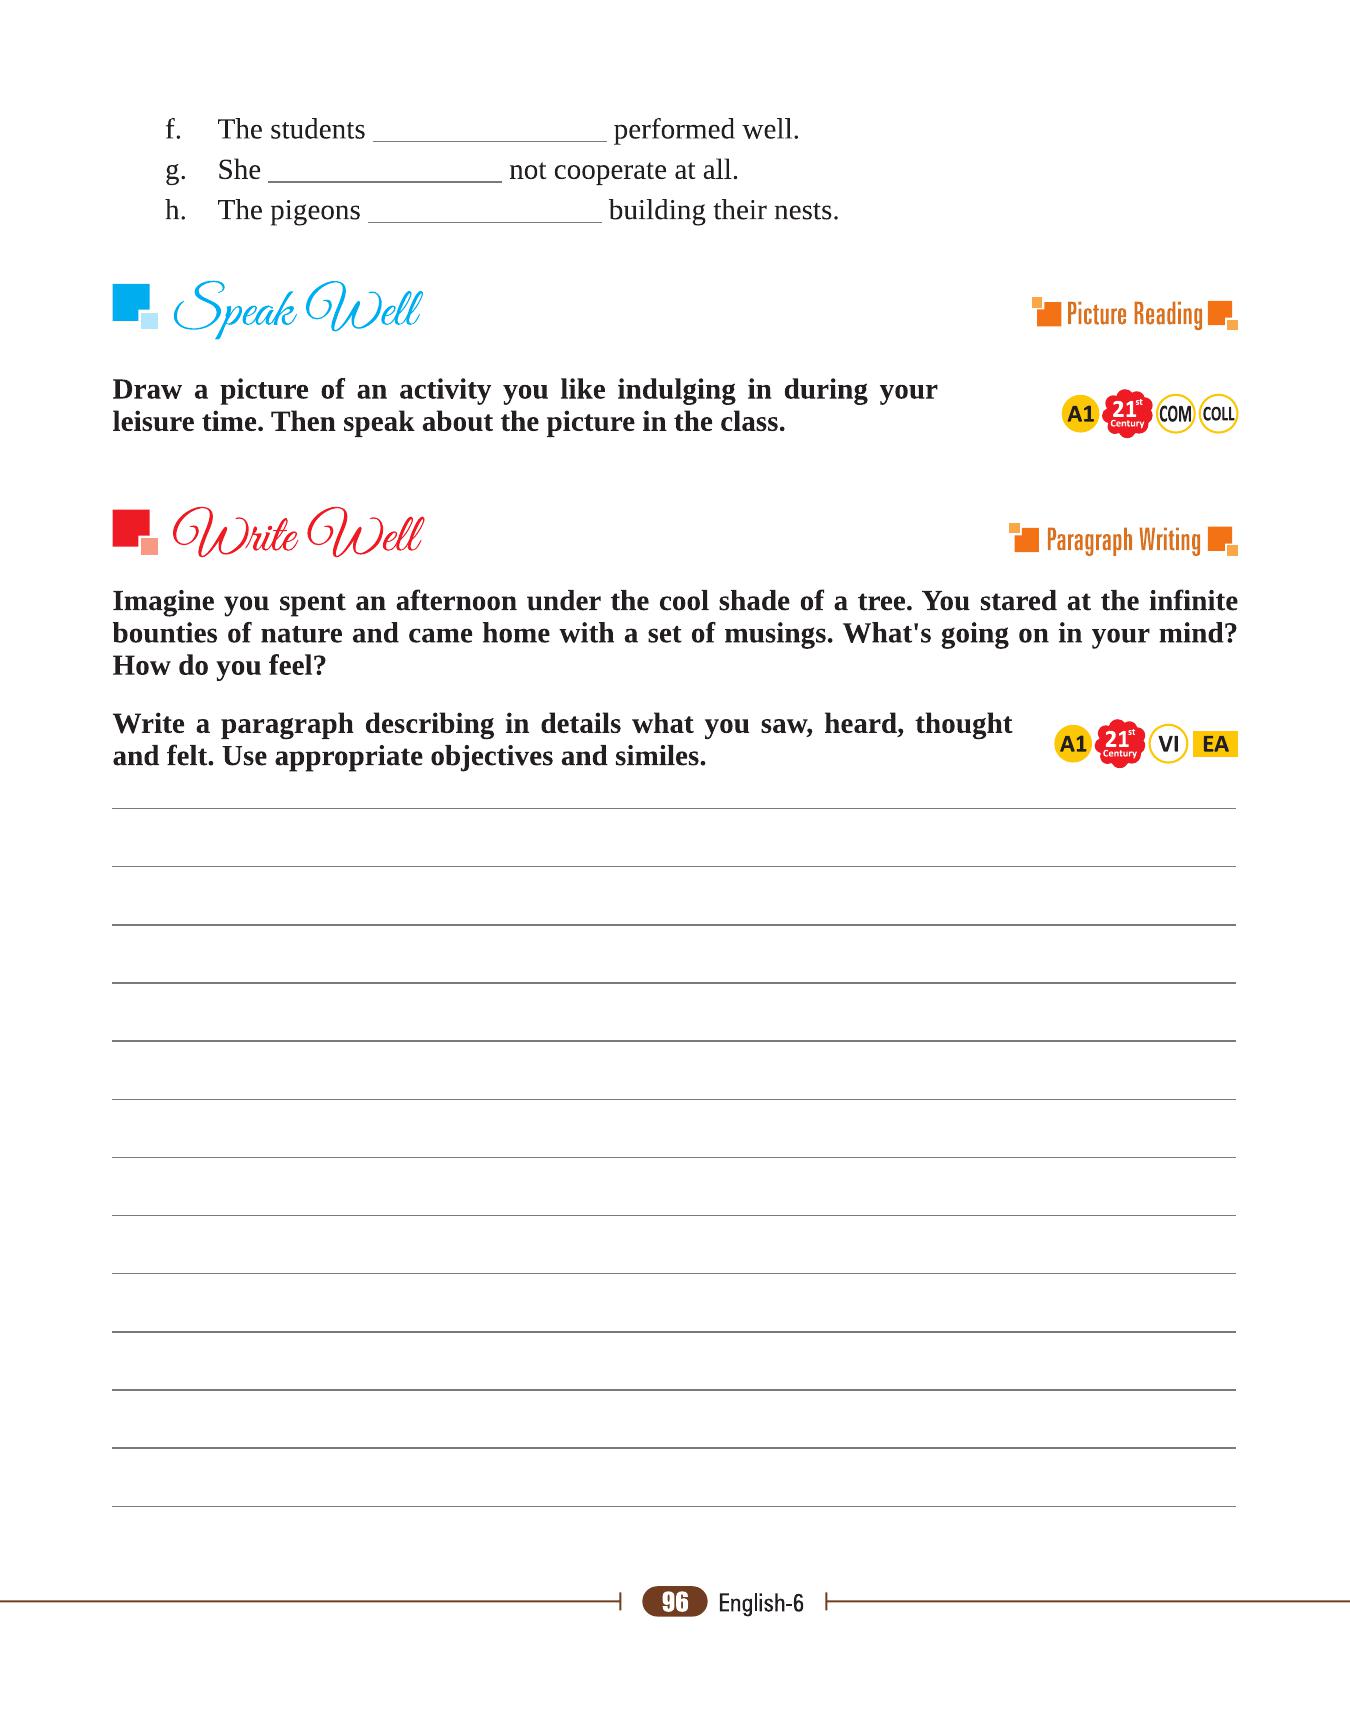 f. The students ________________ performed well.
g. She ________________ not cooperate at all.
h. The pigeons ________________ building their nests.
Speak Well
Picture Reading
Draw a picture of an activity you like indulging in during your
leisure time. Then speak about the picture in the class.
A1 21st Century COM COLL
Write Well
Paragraph Writing
Imagine you spent an afternoon under the cool shade of a tree. You stared at the infinite
bounties of nature and came home with a set of musings. What's going on in your mind?
How do you feel?
Write a paragraph describing in details what you saw, heard, thought
and felt. Use appropriate objectives and similes.
A1 21st Century VI EA
96 English-6